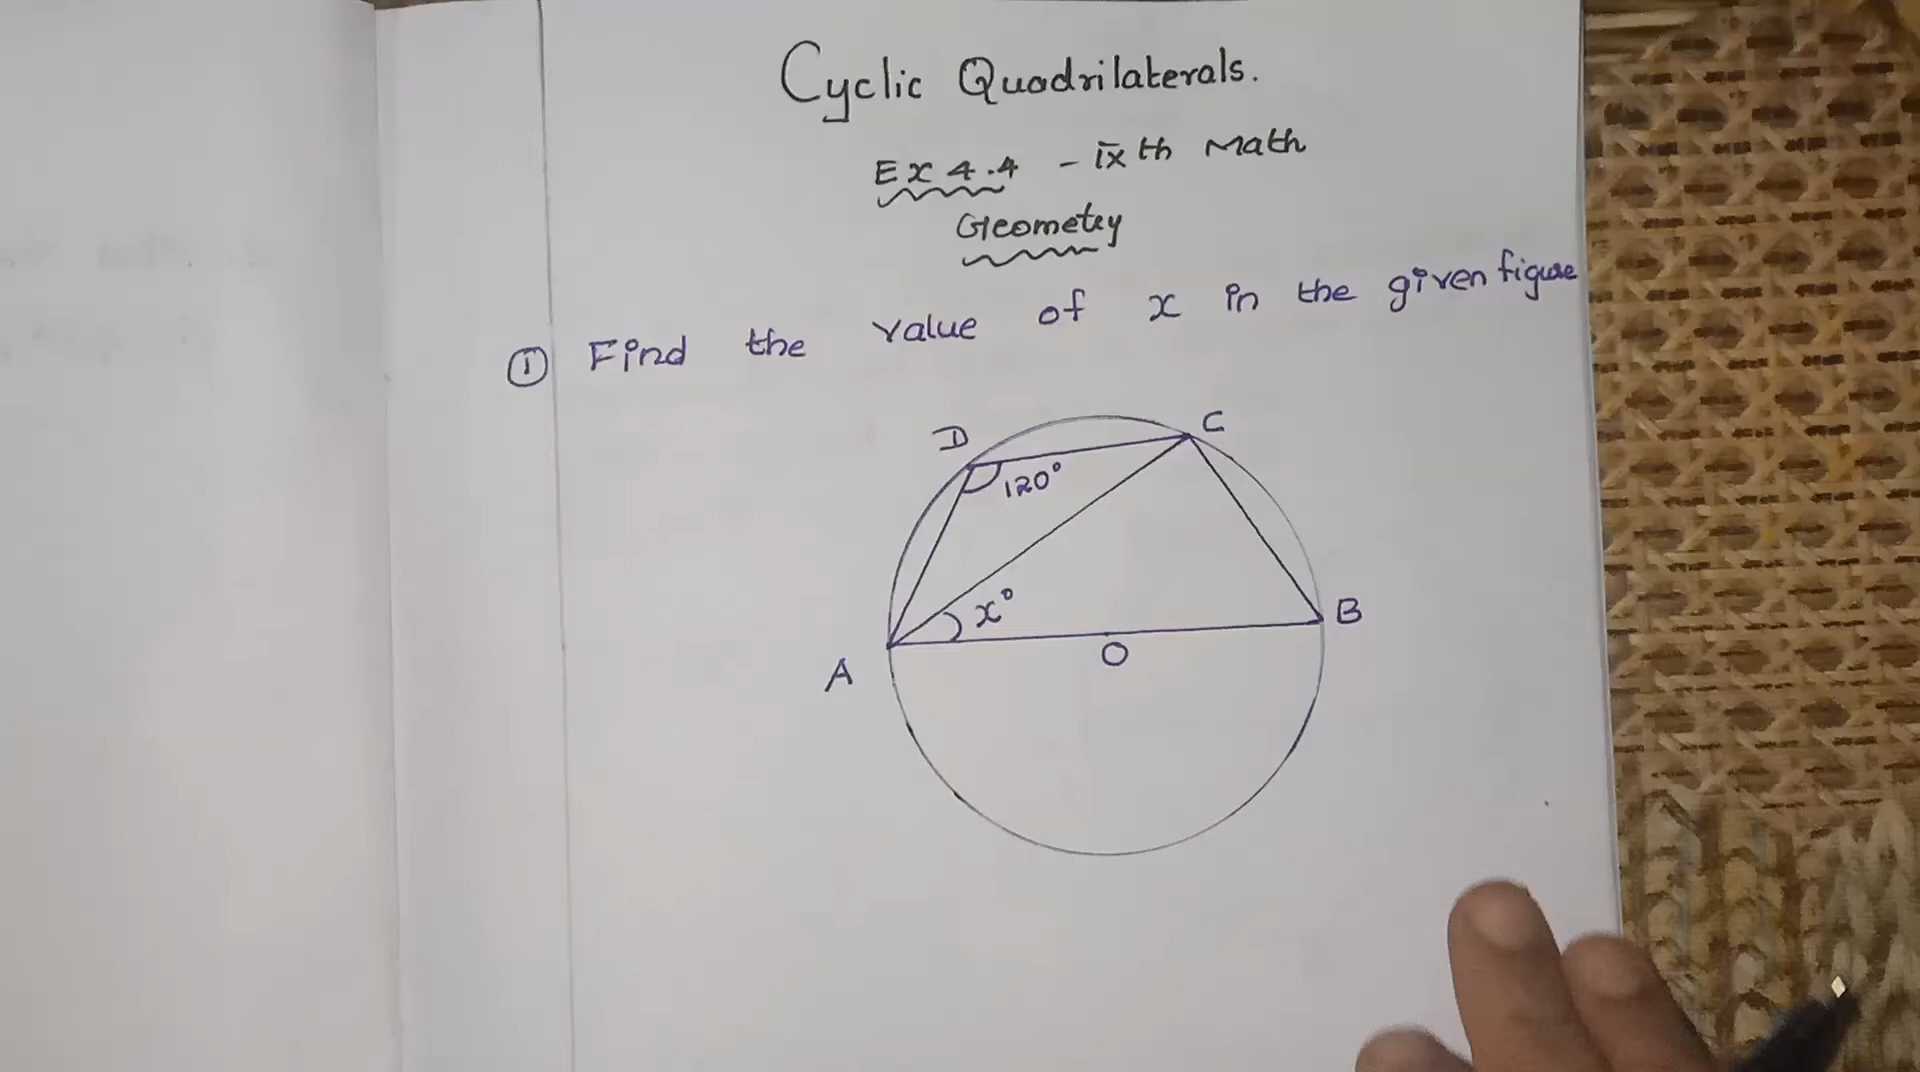 Cyclic Quadrilaterals.
Ex 4.4 - IXth Math
Geometry
① Find the value of x in the given figure
D
C
120°
x°
B
O
A